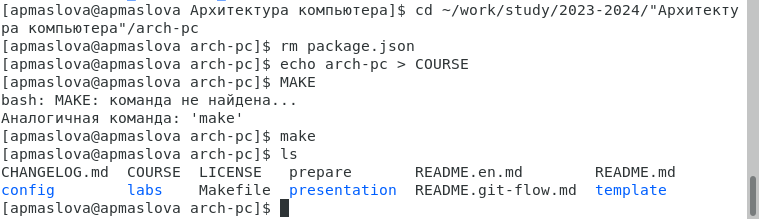 [apmaslova@apmaslova Архитектура компьютера]$ cd ~/work/study/2023-2024/"Архитекту
ра компьютера"/arch-pc
[apmaslova@apmaslova arch-pc]$ rm package.json
[apmaslova@apmaslova arch-pc]$ echo arch-pc > COURSE
[apmaslova@apmaslova arch-pc]$ MAKE
bash: MAKE: команда не найдена...
Аналогичная команда: 'make'
[apmaslova@apmaslova arch-pc]$ make
[apmaslova@apmaslova arch-pc]$ ls
CHANGELOG.md  COURSE  LICENSE   prepare       README.en.md        README.md
config        labs    Makefile  presentation  README.git-flow.md  template
[apmaslova@apmaslova arch-pc]$